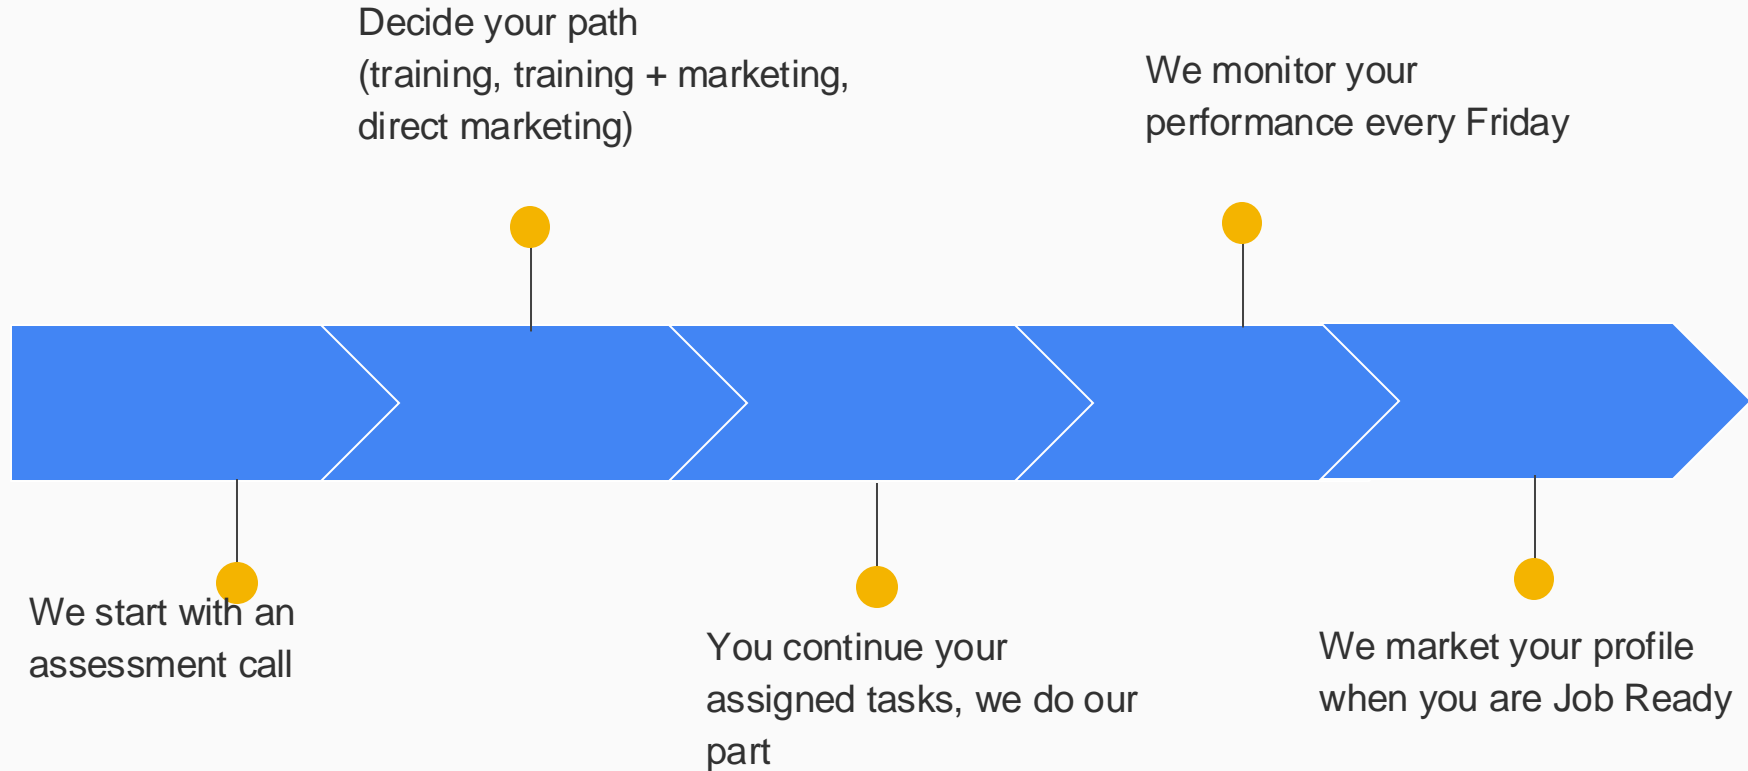 Decide your path
(training, training + marketing,
direct marketing)
We monitor your
performance every Friday
We start with an
assessment call
You continue your
assigned tasks, we do our
part
We market your profile
when you are Job Ready